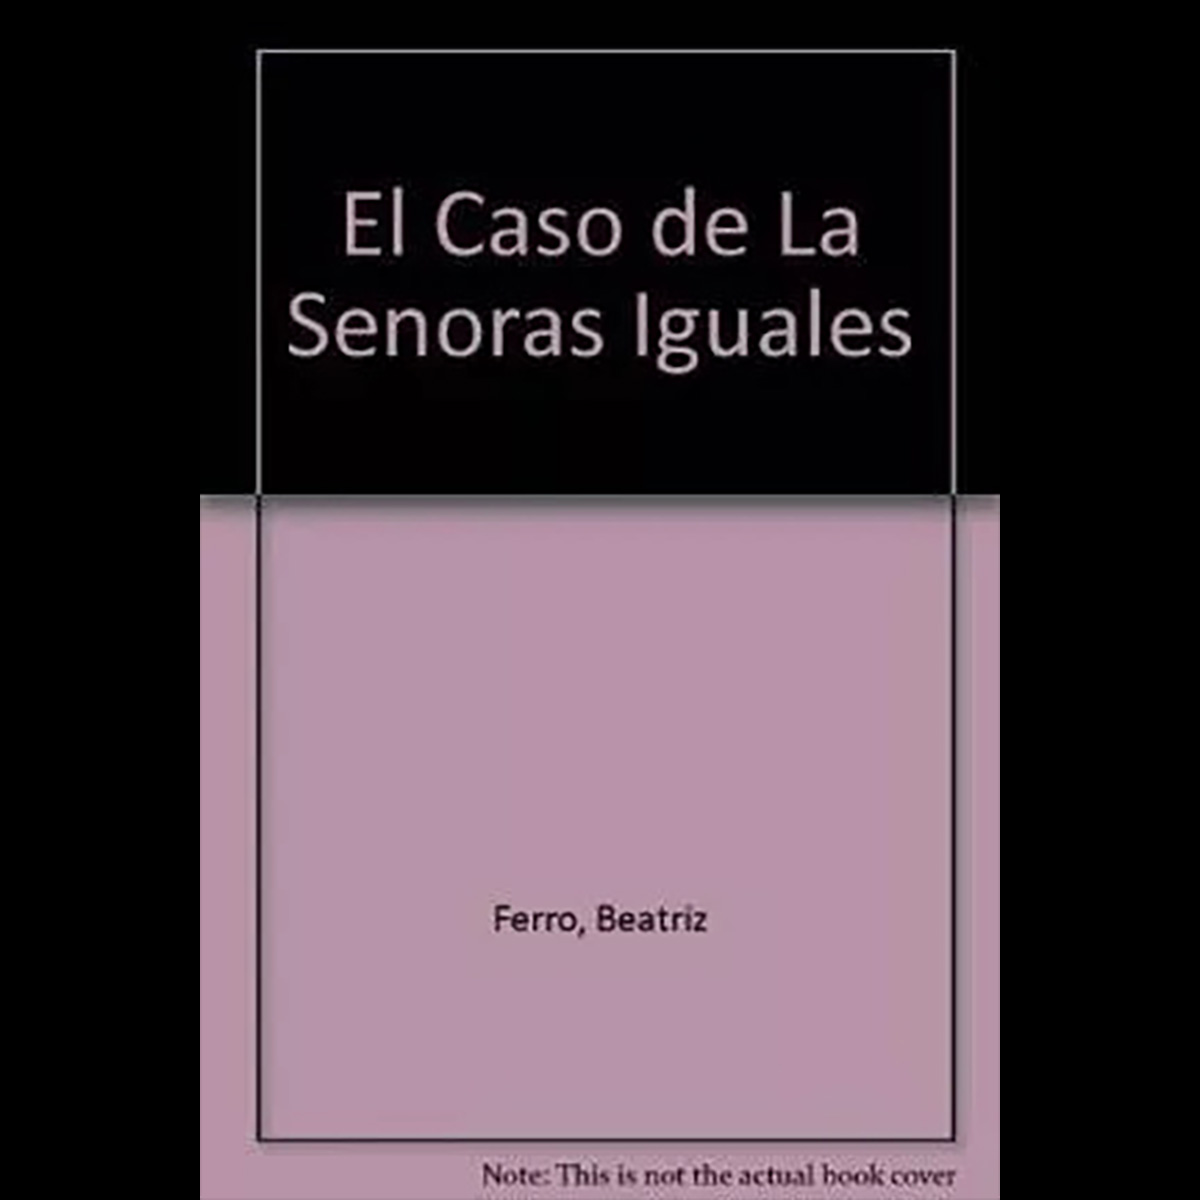 El Caso de La
Senoras Iguales
Ferro, Beatriz
Note: This is not the actual book cover